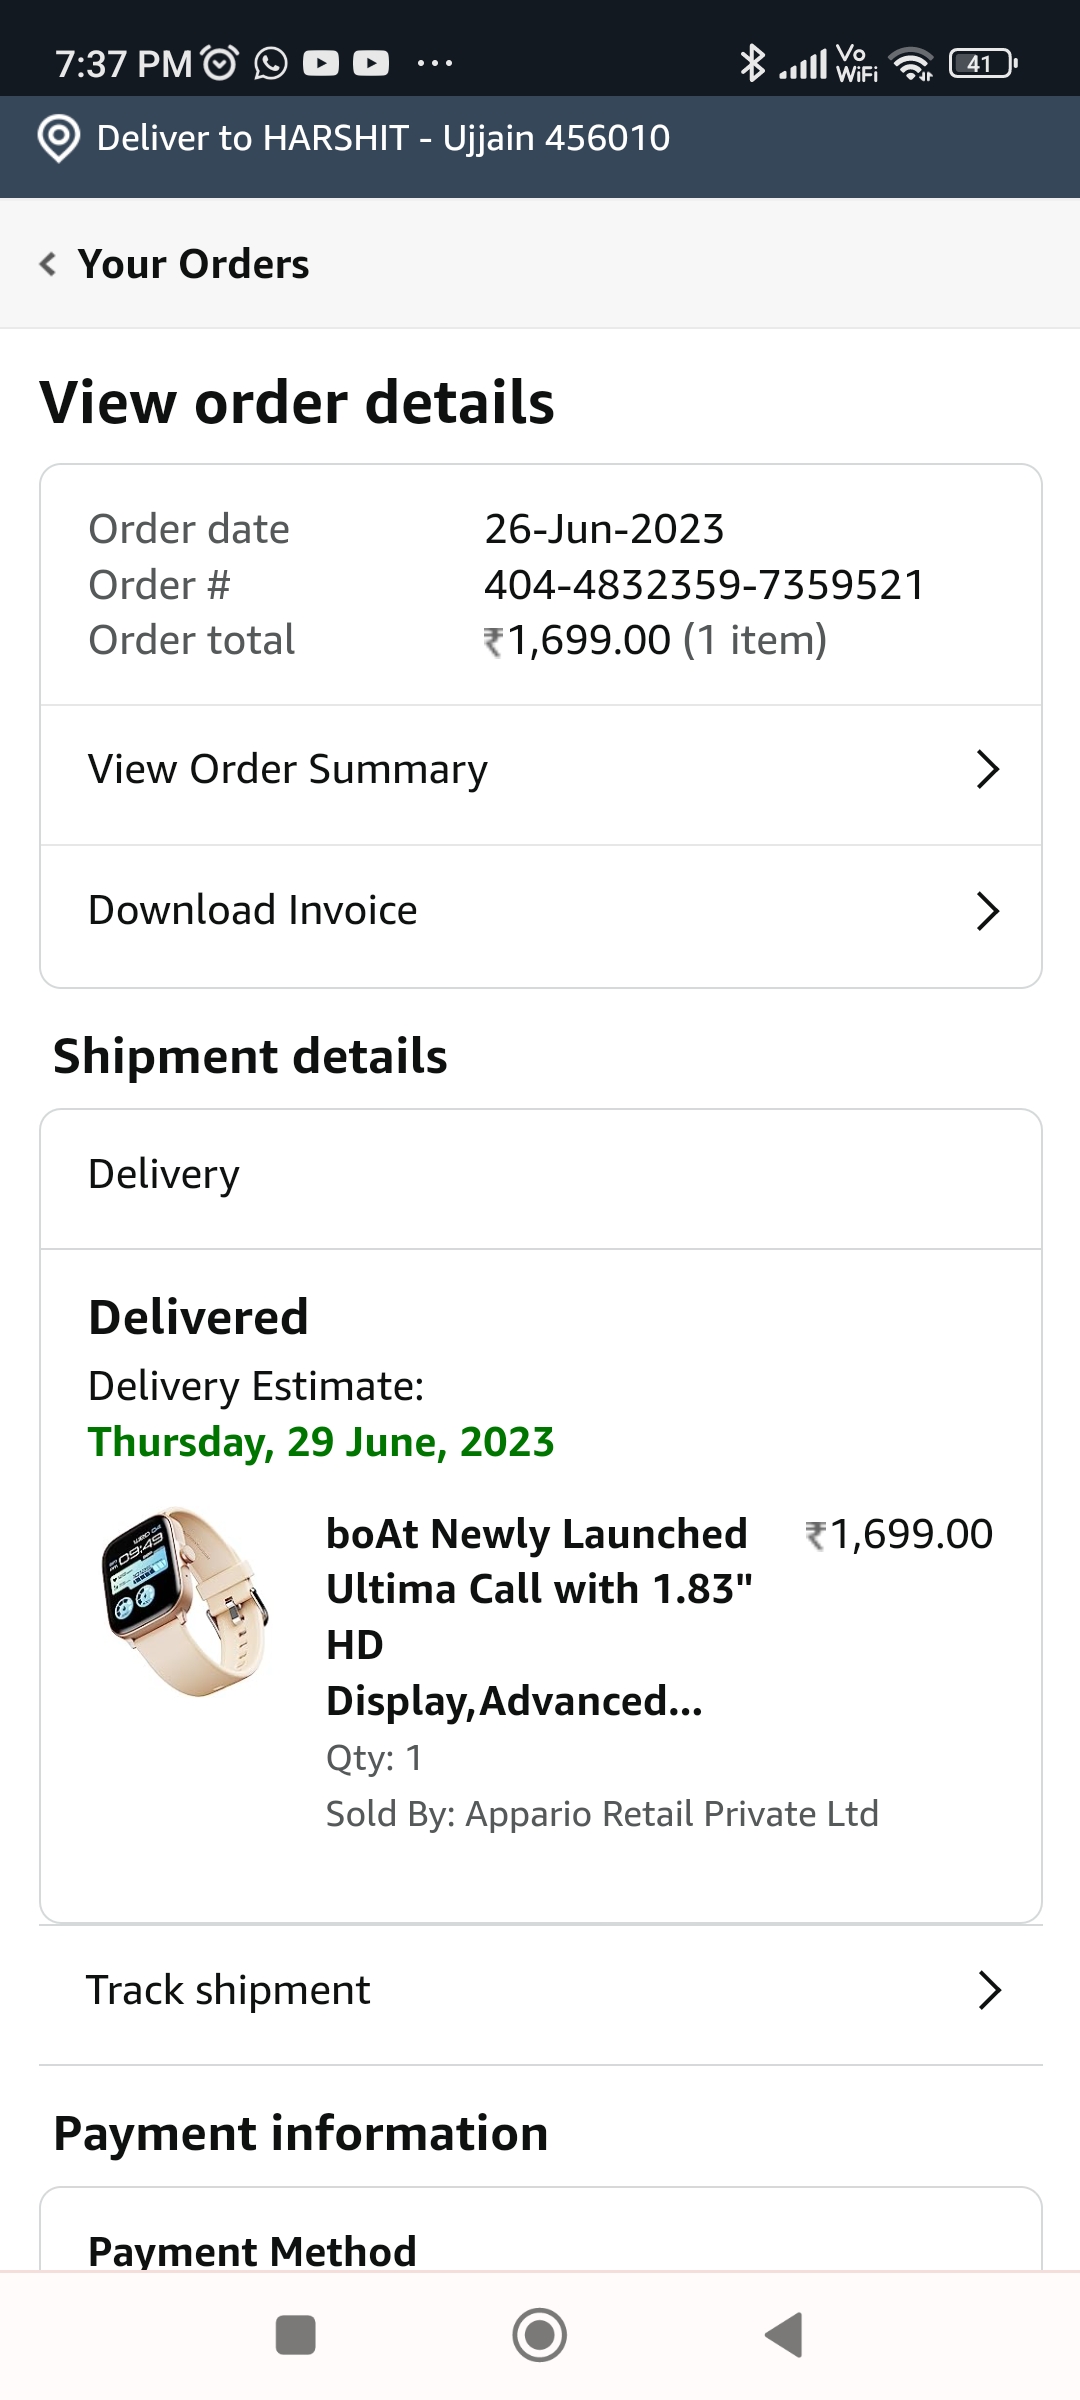 7:37 PM
Vo
WiFi
41
Deliver to HARSHIT - Ujjain 456010
Your Orders
View order details
Order date 26-Jun-2023
Order # 404-4832359-7359521
Order total ₹1,699.00 (1 item)
View Order Summary
Download Invoice
Shipment details
Delivery
Delivered
Delivery Estimate:
Thursday, 29 June, 2023
boAt Newly Launched ₹1,699.00
Ultima Call with 1.83"
HD
Display,Advanced...
Qty: 1
Sold By: Appario Retail Private Ltd
09:49
Track shipment
Payment information
Payment Method